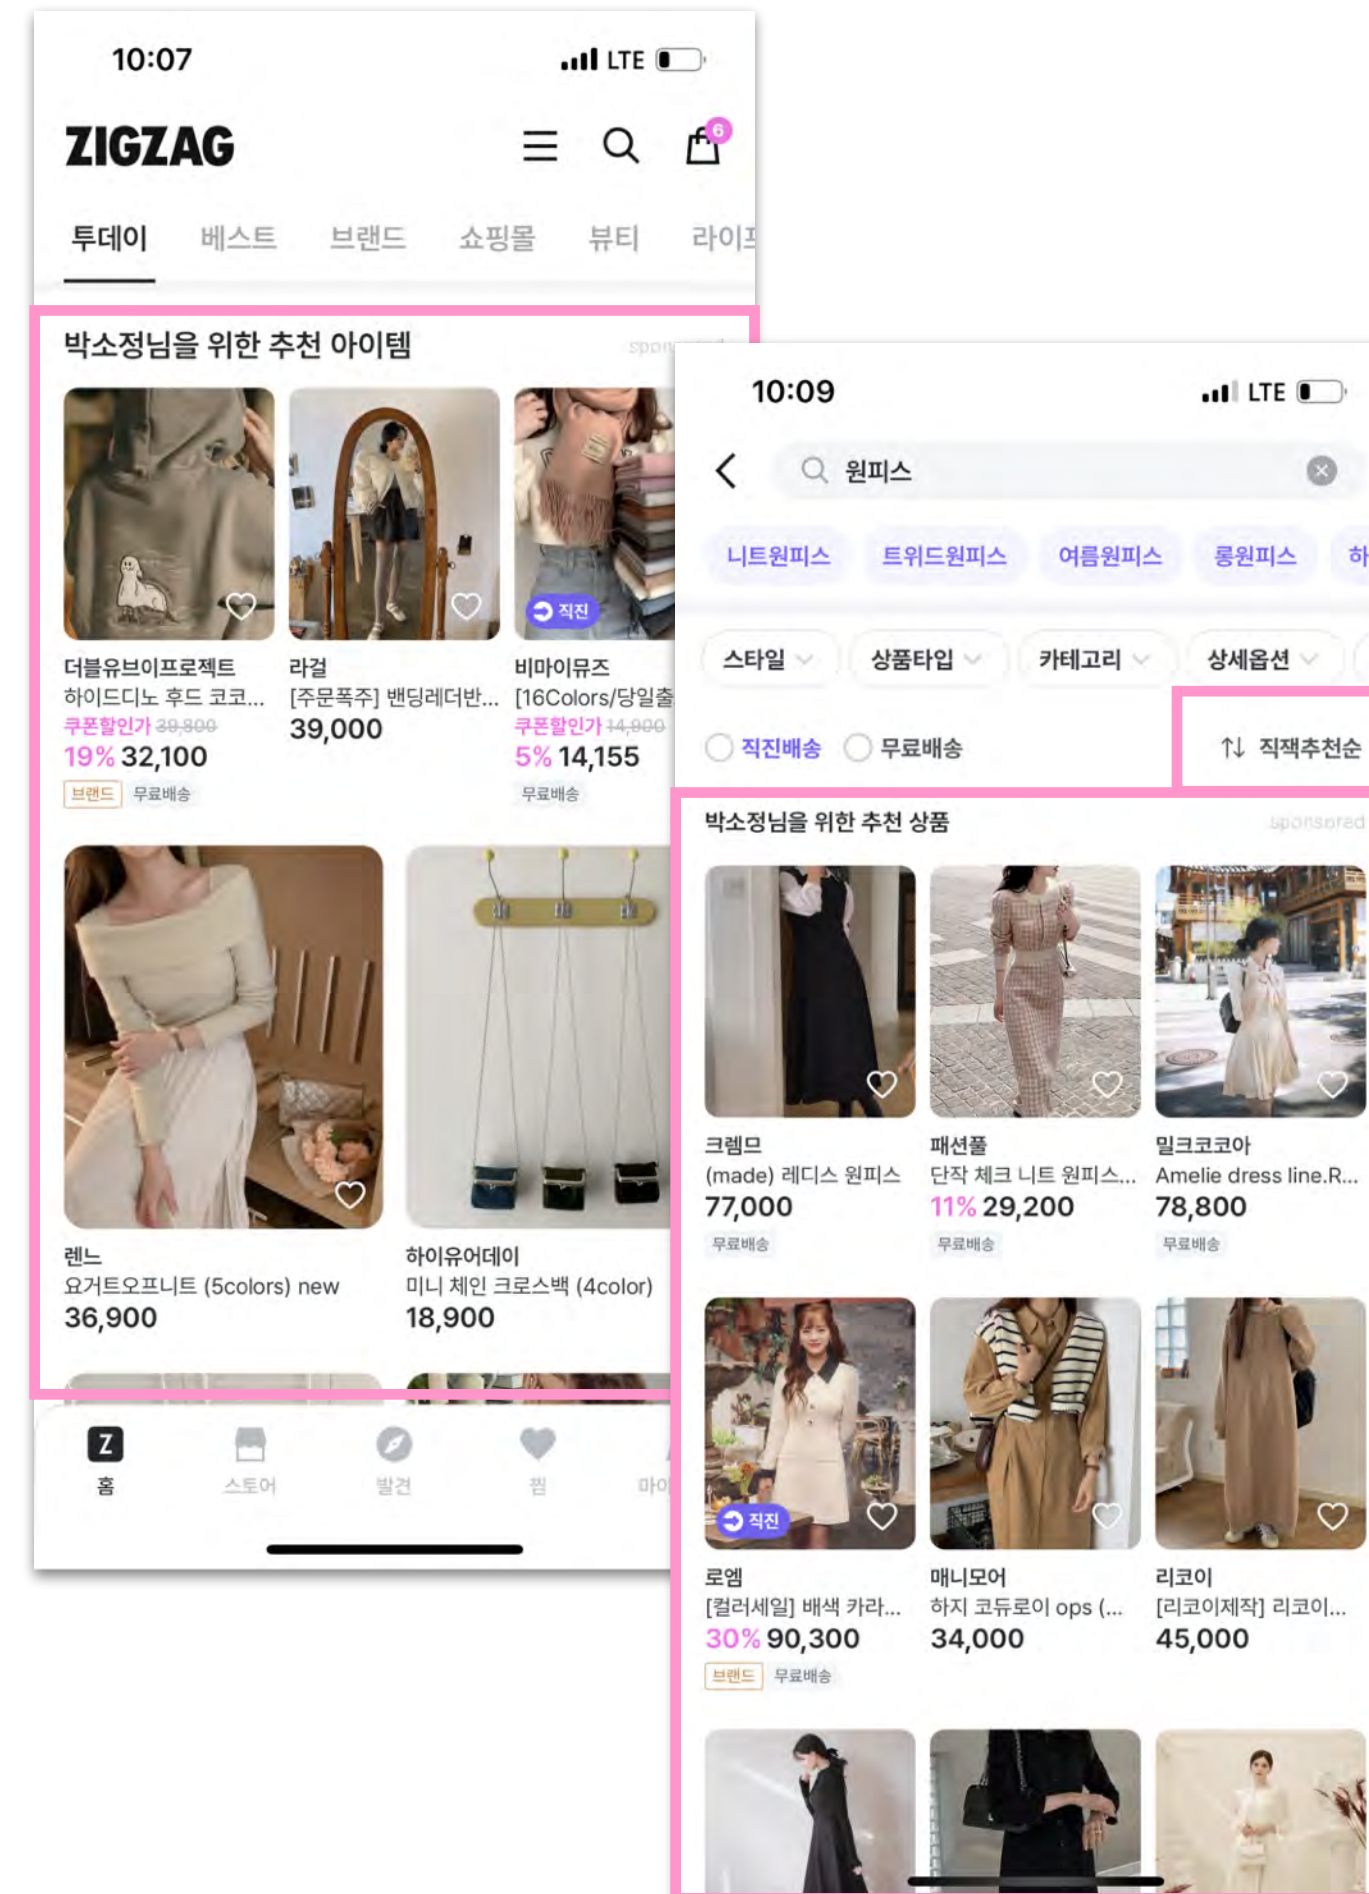 10:07
LTE
ZIGZAG
6
투데이 베스트 브랜드 쇼핑몰 뷰티
박소정님을 위한 추천 아이템
직진
더블유브이프로젝트
하이드디노 후드 코코...
쿠폰할인가 39,800
19% 32,100
브랜드 무료배송
라걸
[주문폭주] 밴딩레더반...
39,000
비마이뮤즈
[16Colors/당일출
쿠폰할인가 14,900
5% 14,155
무료배송
렌느
요거트오프니트 (5colors) new
36,900
하이유어데이
미니 체인 크로스백 (4color)
18,900
Z
홈 스토어 발견 찜
10:09
LTE
원피스
니트원피스 트위드원피스 여름원피스 롱원피스 하
스타일 상품타입 카테고리 상세옵션
직진배송 무료배송
직잭추천순
박소정님을 위한 추천 상품
sponsored
크렘므
(made) 레디스 원피스
77,000
무료배송
패션풀
단작 체크 니트 원피스...
11% 29,200
무료배송
밀크코코아
Amelie dress line.R...
78,800
무료배송
직진
로엠
[컬러세일] 배색 카라...
30% 90,300
브랜드 무료배송
매니모어
하지 코듀로이 ops (...
34,000
리코이
[리코이제작] 리코이...
45,000